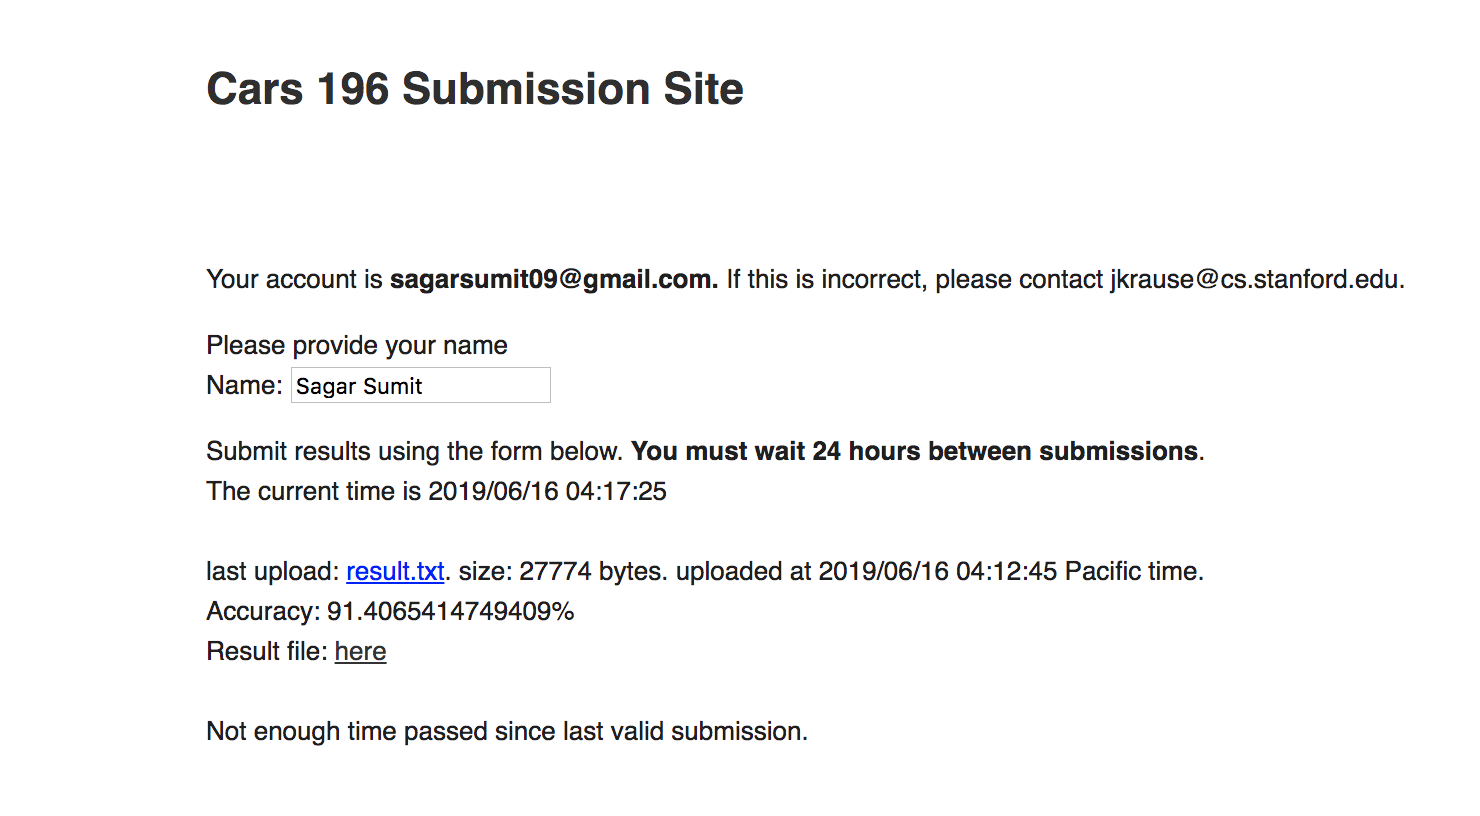 Cars 196 Submission Site
Your account is sagarsumit09@gmail.com. If this is incorrect, please contact jkrause@cs.stanford.edu.
Please provide your name
Name: Sagar Sumit
Submit results using the form below. You must wait 24 hours between submissions.
The current time is 2019/06/16 04:17:25
last upload: result.txt. size: 27774 bytes. uploaded at 2019/06/16 04:12:45 Pacific time.
Accuracy: 91.4065414749409%
Result file: here
Not enough time passed since last valid submission.